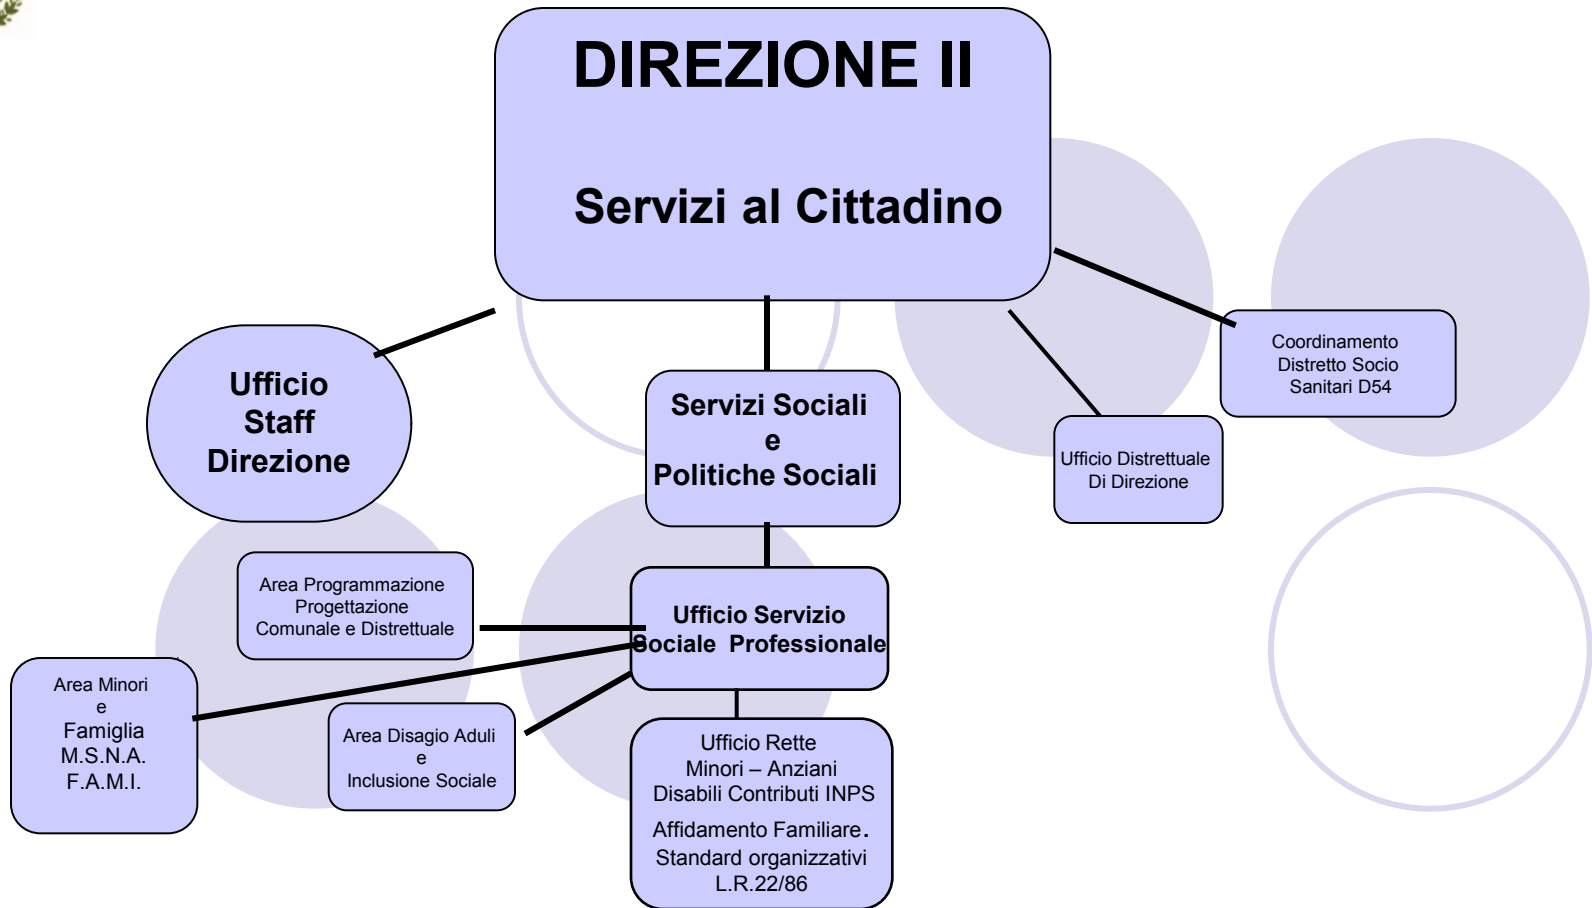 DIREZIONE II
Servizi al Cittadino
Ufficio
Staff
Direzione
Servizi Sociali
e
Politiche Sociali
Ufficio Distrettuale
Di Direzione
Coordinamento
Distretto Socio
Sanitari D54
Area Programmazione
Progettazione
Comunale e Distrettuale
Ufficio Servizio
Sociale Professionale
Area Minori
e
Famiglia
M.S.N.A.
F.A.M.I.
Area Disagio Aduli
e
Inclusione Sociale
Ufficio Rette
Minori – Anziani
Disabili Contributi INPS
Affidamento Familiare.
Standard organizzativi
L.R.22/86